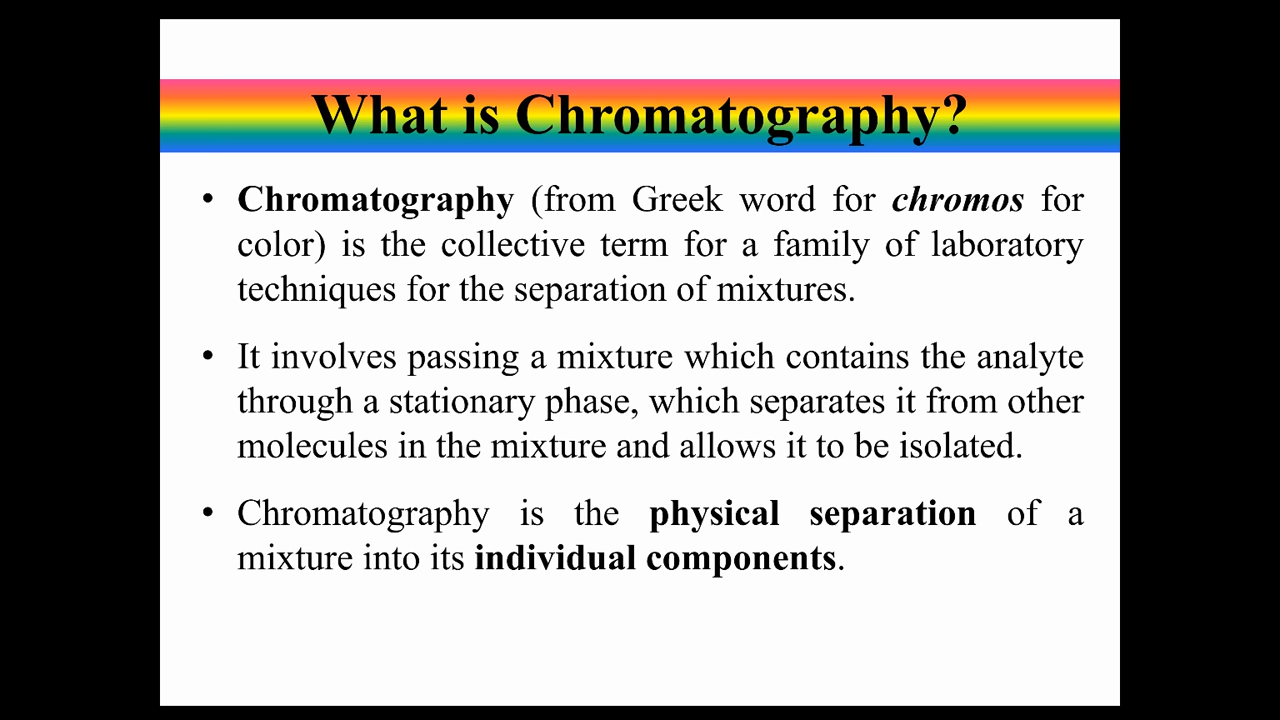 What is Chromatography?
• Chromatography (from Greek word for chromos for
color) is the collective term for a family of laboratory
techniques for the separation of mixtures.
• It involves passing a mixture which contains the analyte
through a stationary phase, which separates it from other
molecules in the mixture and allows it to be isolated.
• Chromatography is the physical separation of a
mixture into its individual components.